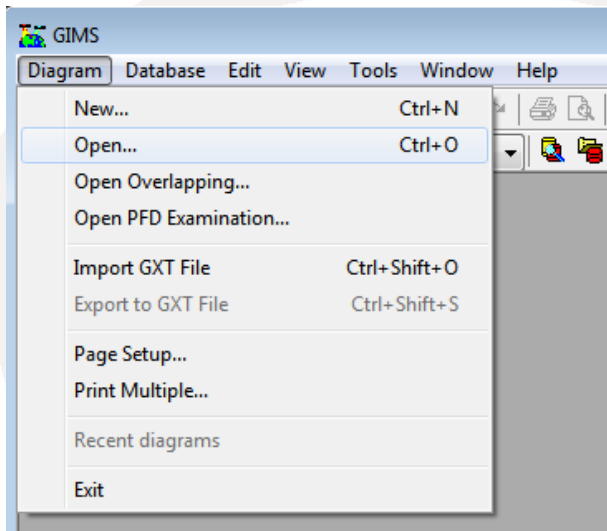 GIMS
Diagram Database Edit View Tools Window Help
New... Ctrl+N
Open... Ctrl+O
Open Overlapping...
Open PFD Examination...
Import GXT File Ctrl+Shift+O
Export to GXT File Ctrl+Shift+S
Page Setup...
Print Multiple...
Recent diagrams
Exit